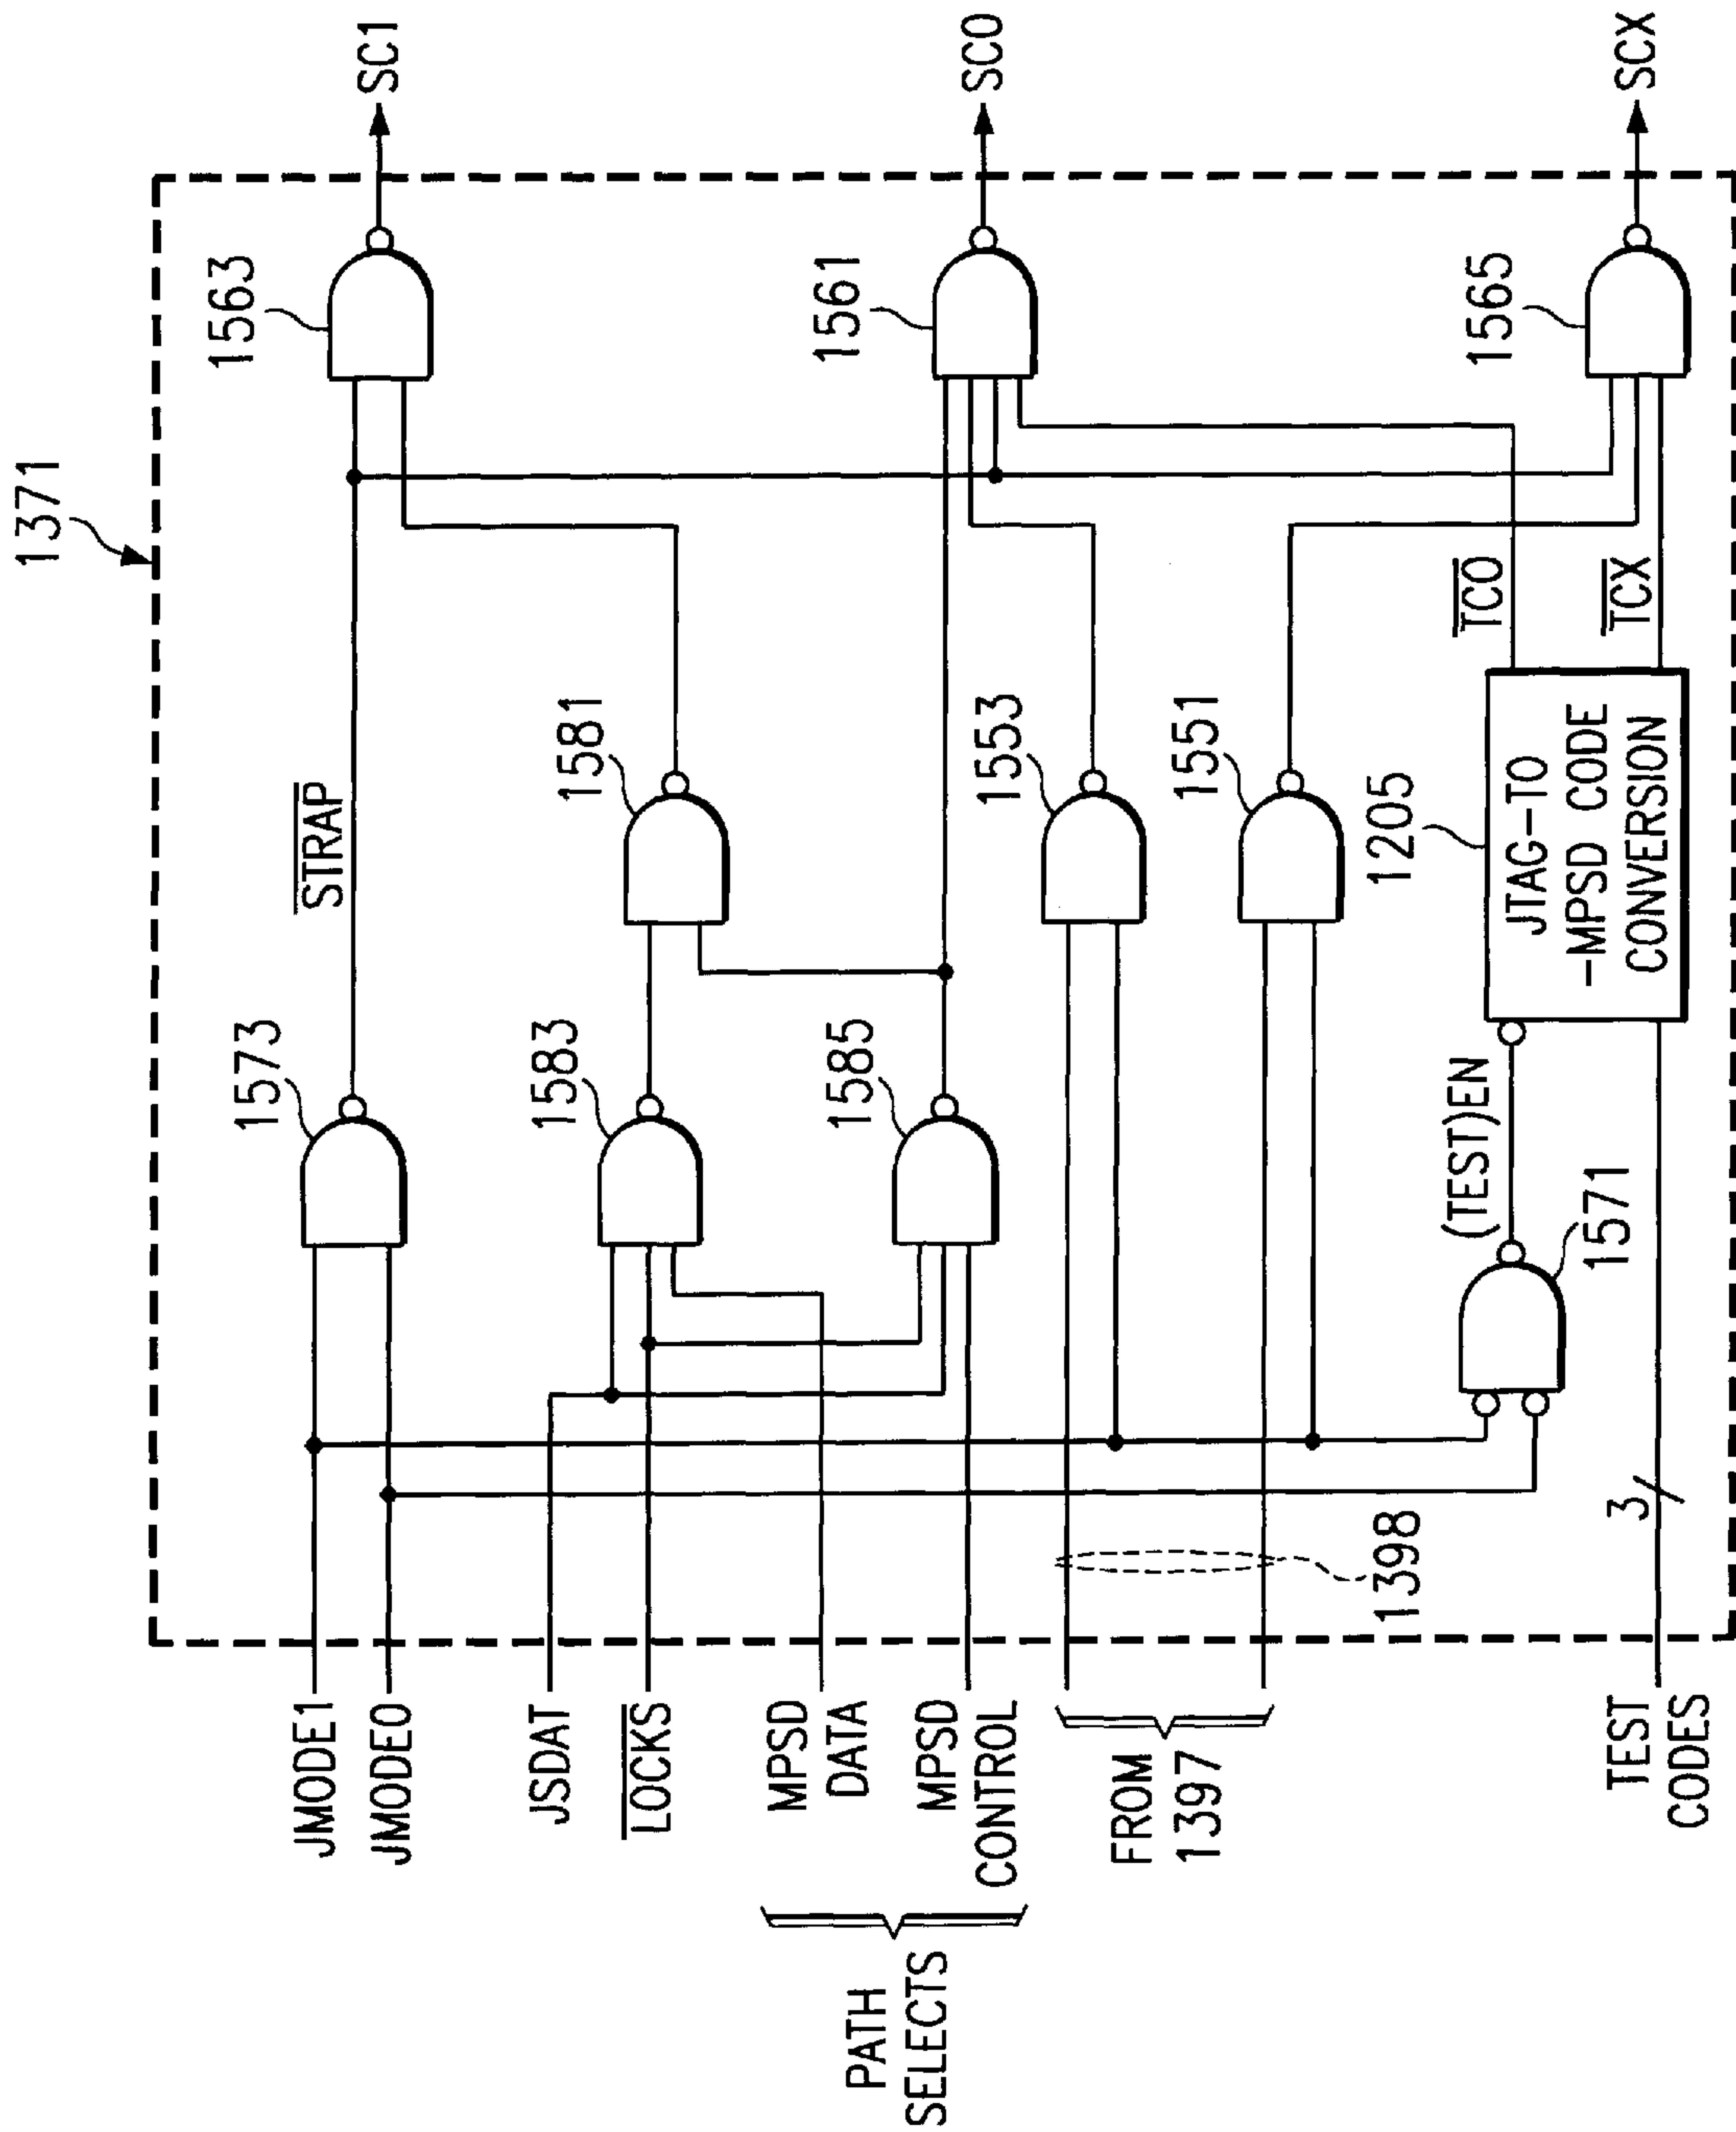 1371
JMODE1
JMODE0
JSDAT
LOCKS
MPSD
DATA
MPSD
CONTROL
PATH
SELECTS
FROM
1397
TEST
CODES
1573
STRAP
1563
SC1
1583
1581
1585
1561
SC0
1553
1551
1398
3
(TEST)EN
1571
1205
JTAG-TO
-MPSD CODE
CONVERSION
TC0
TCX
1565
SCX